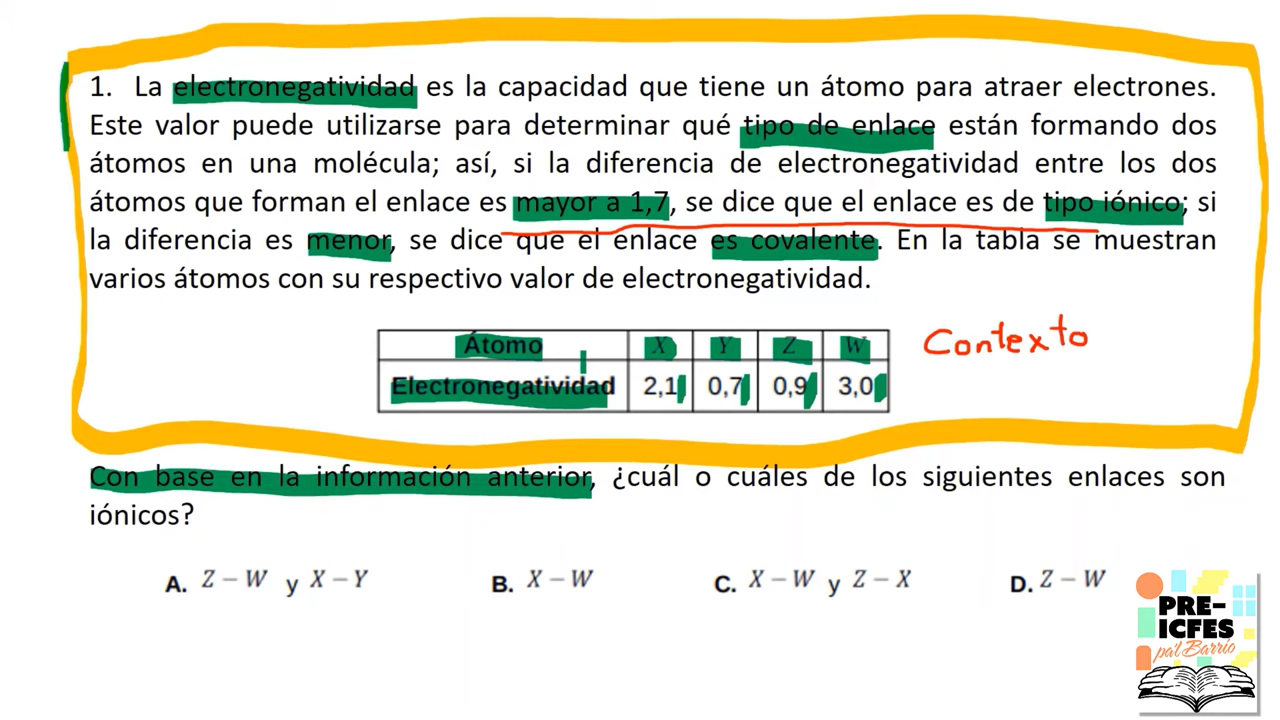 1. La electronegatividad es la capacidad que tiene un átomo para atraer electrones.
Este valor puede utilizarse para determinar qué tipo de enlace están formando dos
átomos en una molécula; así, si la diferencia de electronegatividad entre los dos
átomos que forman el enlace es mayor a 1,7, se dice que el enlace es de tipo iónico; si
la diferencia es menor, se dice que el enlace es covalente. En la tabla se muestran
varios átomos con su respectivo valor de electronegatividad.
Átomo X Y Z W
Contexto
Electronegatividad 2,1 0,7 0,9 3,0
Con base en la información anterior, ¿cuál o cuáles de los siguientes enlaces son
iónicos?
A. Z – W y X – Y B. X – W C. X – W y Z – X D. Z – W
PRE-
ICFES
pa'l Barrio